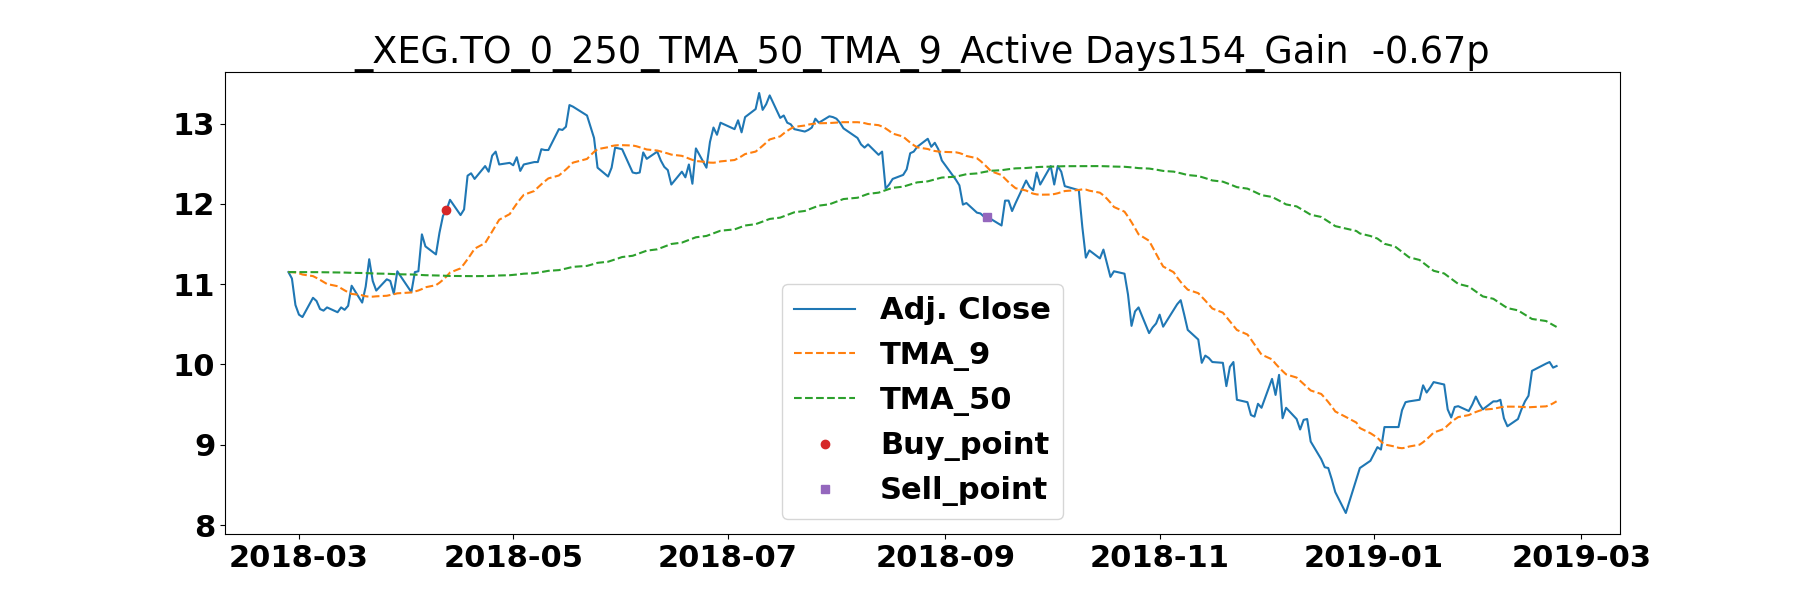 _XEG.TO_0_250_TMA_50_TMA_9_Active Days154_Gain  -0.67p
13
12
11
10
9
8
Adj. Close
TMA_9
TMA_50
Buy_point
Sell_point
2018-03 2018-05 2018-07 2018-09 2018-11 2019-01 2019-03